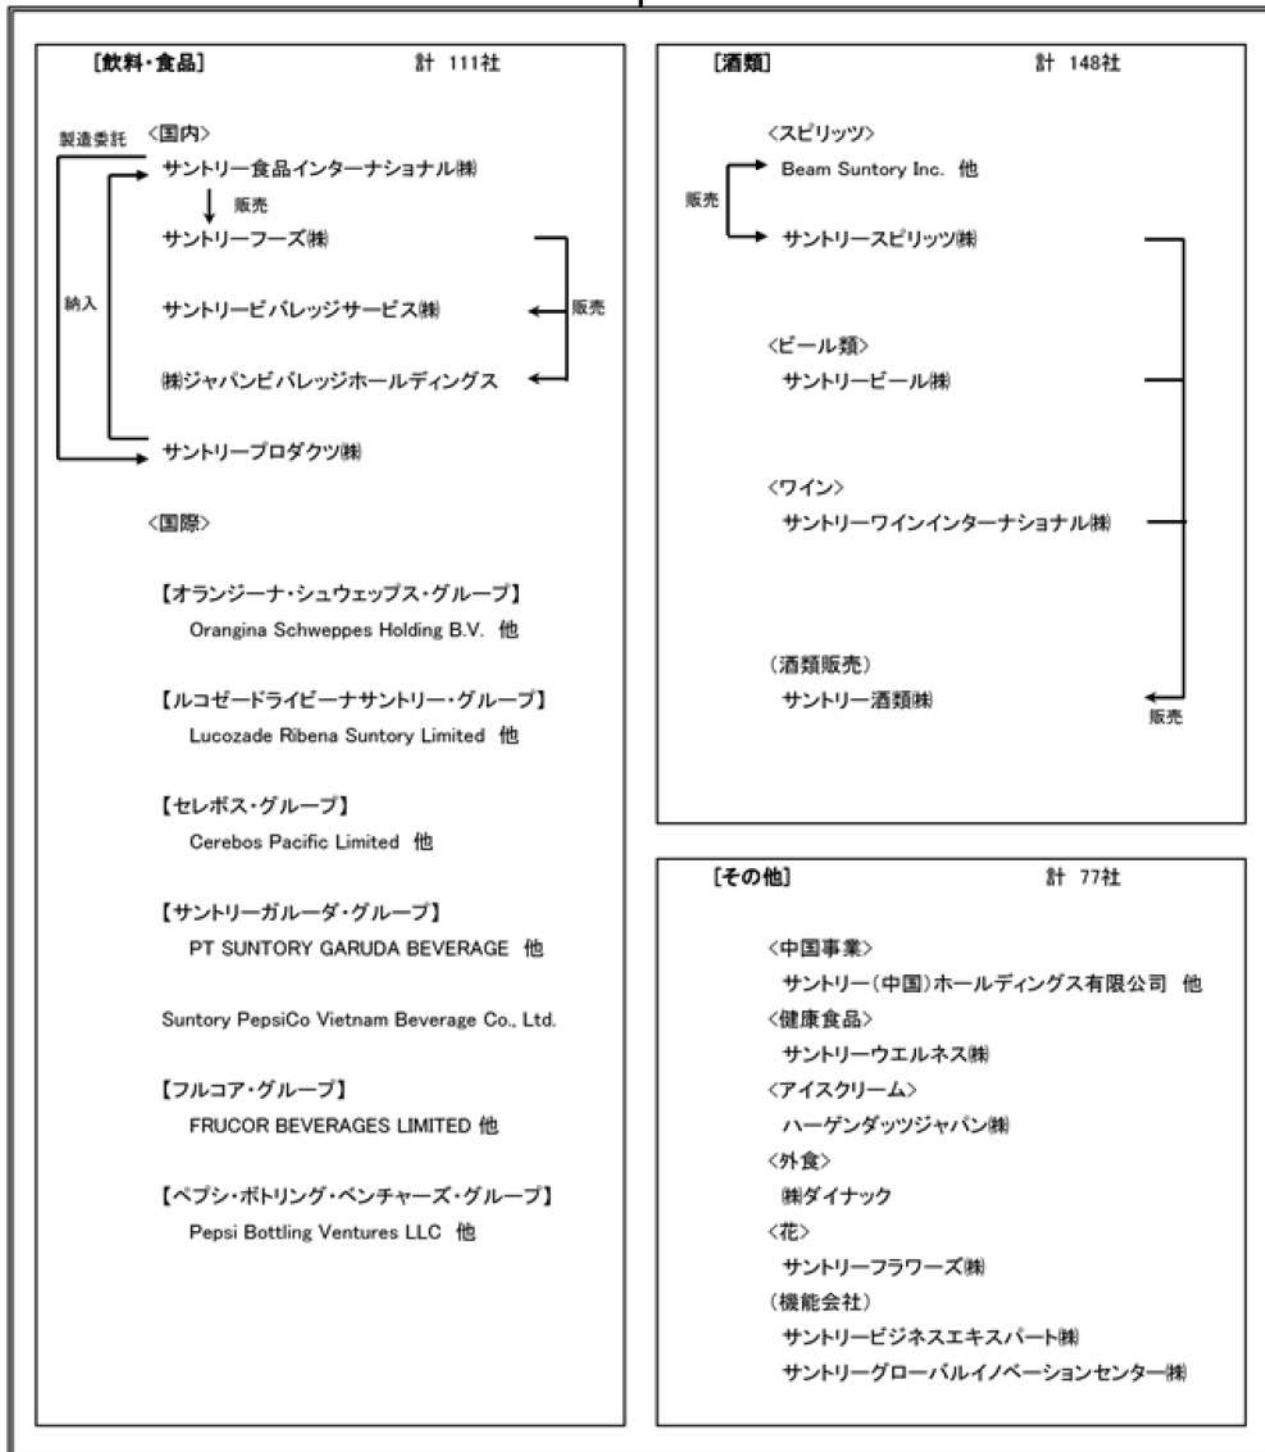 [飲料・食品] 計 111社
製造委託 <国内>
サントリー食品インターナショナル㈱
販売
サントリーフーズ㈱
納入
サントリービバレッジサービス㈱
販売
㈱ジャパンビバレッジホールディングス
サントリープロダクツ㈱
<国際>
【オランジーナ・シュウェップス・グループ】
Orangina Schweppes Holding B.V. 他
【ルコゼードライビーナサントリー・グループ】
Lucozade Ribena Suntory Limited 他
【セレボス・グループ】
Cerebos Pacific Limited 他
【サントリーガルーダ・グループ】
PT SUNTORY GARUDA BEVERAGE 他
Suntory PepsiCo Vietnam Beverage Co., Ltd.
【フルコア・グループ】
FRUCOR BEVERAGES LIMITED 他
【ペプシ・ボトリング・ベンチャーズ・グループ】
Pepsi Bottling Ventures LLC 他
[酒類] 計 148社
<スピリッツ>
Beam Suntory Inc. 他
販売
サントリースピリッツ㈱
<ビール類>
サントリービール㈱
<ワイン>
サントリーワインインターナショナル㈱
(酒類販売)
サントリー酒類㈱
販売
[その他] 計 77社
<中国事業>
サントリー(中国)ホールディングス有限公司 他
<健康食品>
サントリーウエルネス㈱
<アイスクリーム>
ハーゲンダッツジャパン㈱
<外食>
㈱ダイナック
<花>
サントリーフラワーズ㈱
(機能会社)
サントリービジネスエキスパート㈱
サントリーグローバルイノベーションセンター㈱